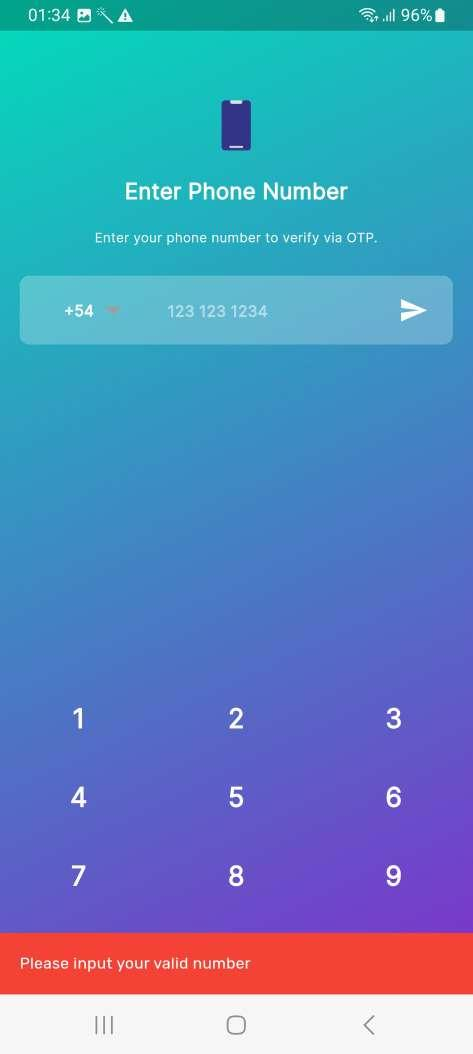 01:34 96%
Enter Phone Number
Enter your phone number to verify via OTP.
+54 123 123 1234
1 2 3
4 5 6
7 8 9
Please input your valid number